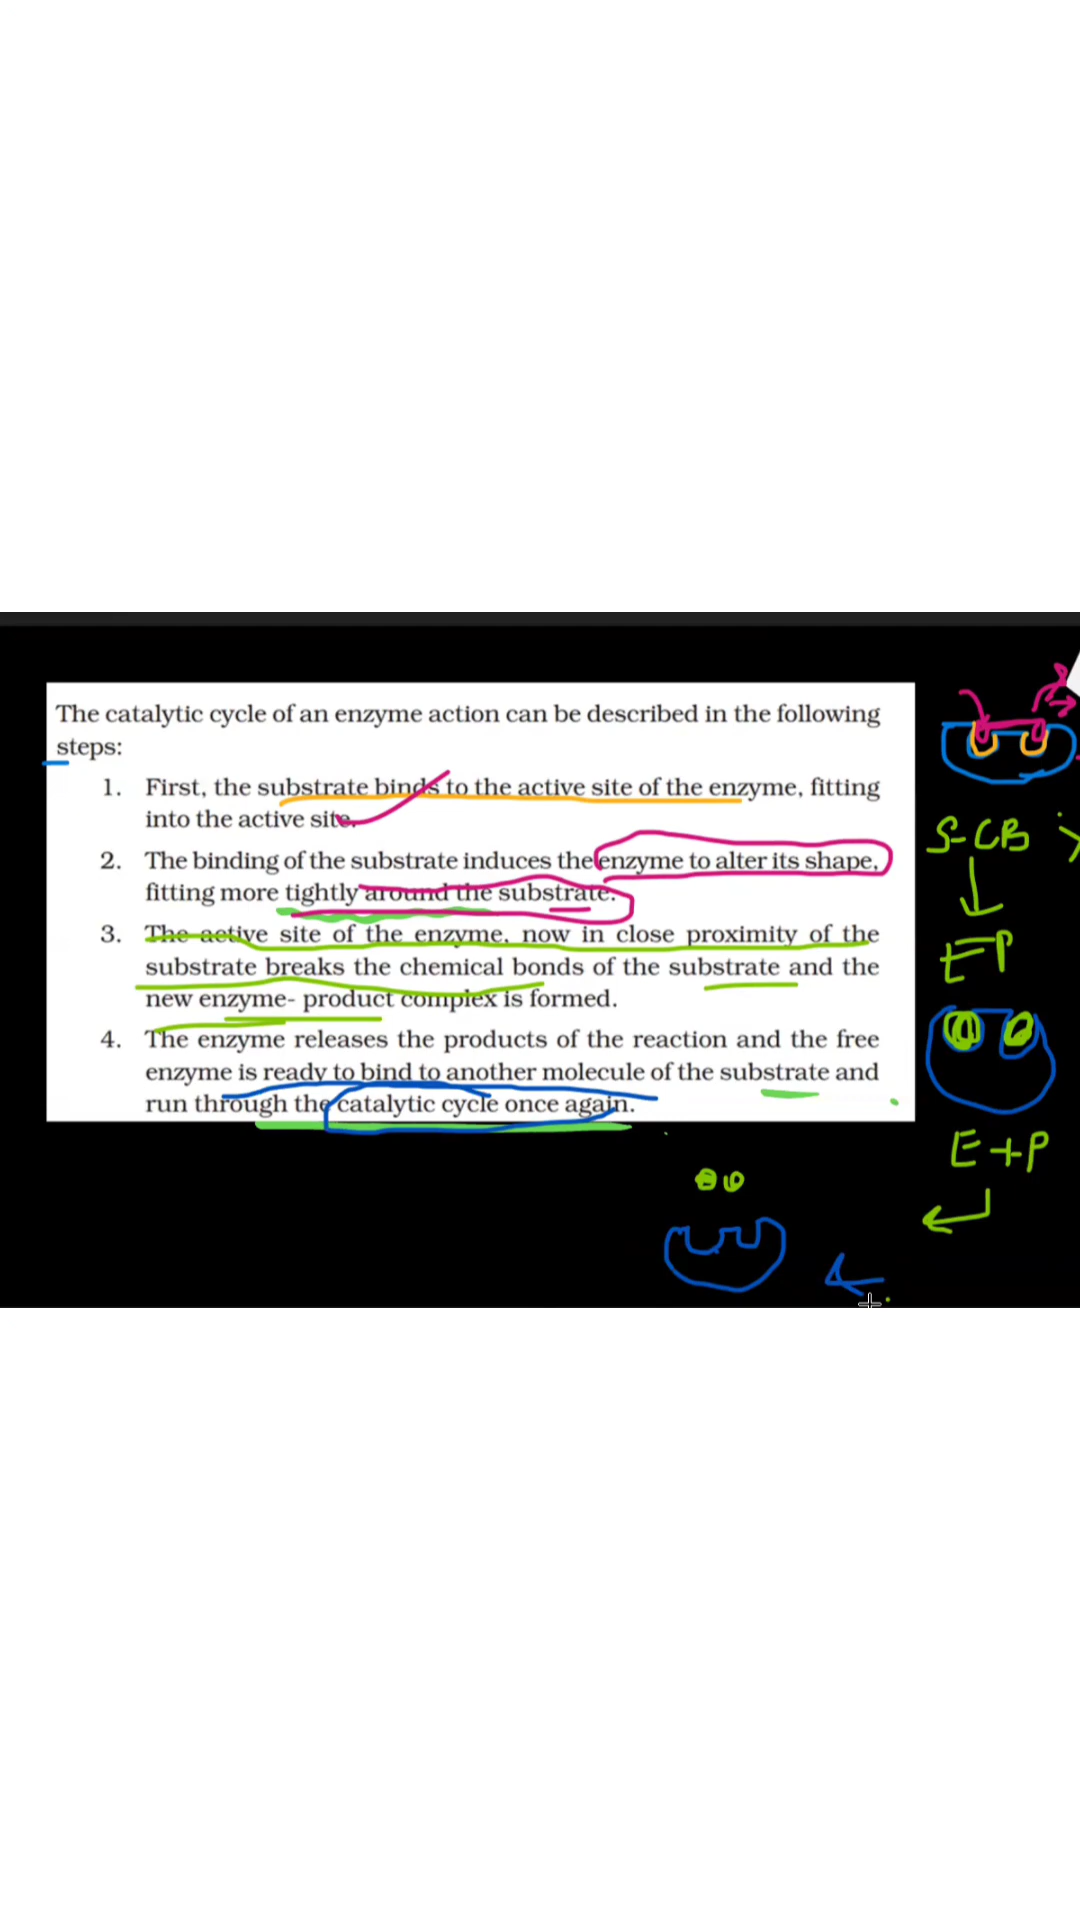 The catalytic cycle of an enzyme action can be described in the following
steps:
1. First, the substrate binds to the active site of the enzyme, fitting
into the active site.
2. The binding of the substrate induces the enzyme to alter its shape,
fitting more tightly around the substrate.
3. The active site of the enzyme, now in close proximity of the
substrate breaks the chemical bonds of the substrate and the
new enzyme- product complex is formed.
4. The enzyme releases the products of the reaction and the free
enzyme is ready to bind to another molecule of the substrate and
run through the catalytic cycle once again.
S-CB
EP
E+P